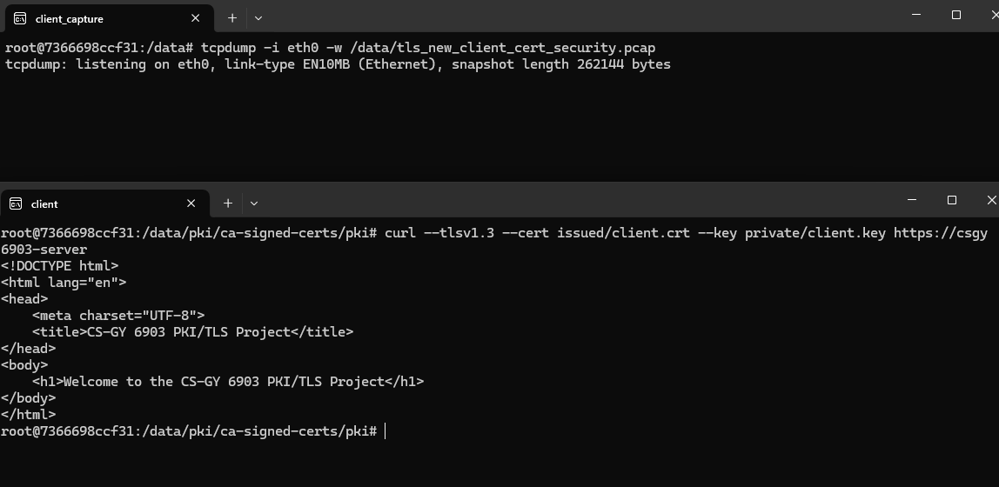 client_capture
root@7366698ccf31:/data# tcpdump -i eth0 -w /data/tls_new_client_cert_security.pcap
tcpdump: listening on eth0, link-type EN10MB (Ethernet), snapshot length 262144 bytes
client
root@7366698ccf31:/data/pki/ca-signed-certs/pki# curl --tlsv1.3 --cert issued/client.crt --key private/client.key https://csgy
6903-server
<!DOCTYPE html>
<html lang="en">
<head>
    <meta charset="UTF-8">
    <title>CS-GY 6903 PKI/TLS Project</title>
</head>
<body>
    <h1>Welcome to the CS-GY 6903 PKI/TLS Project</h1>
</body>
</html>
root@7366698ccf31:/data/pki/ca-signed-certs/pki#